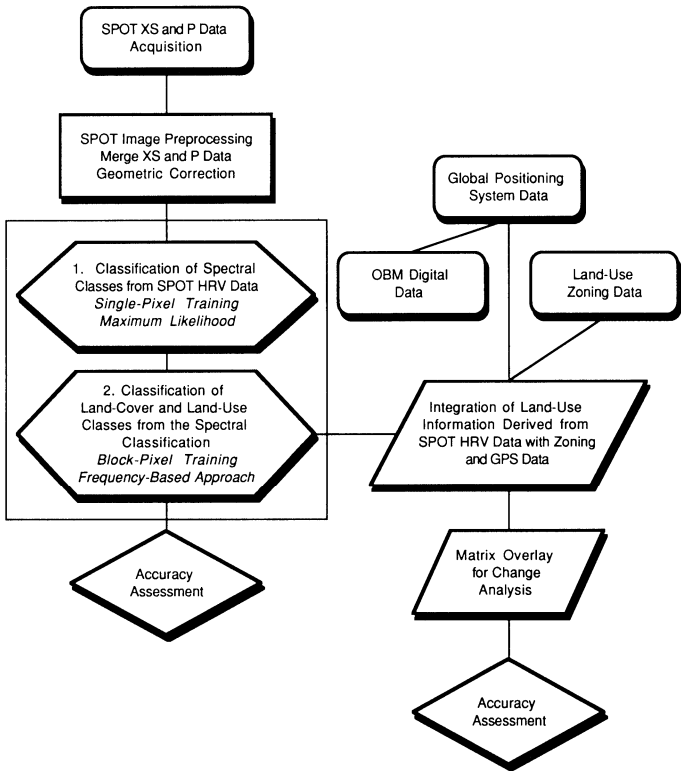 SPOT XS and P Data
Acquisition
SPOT Image Preprocessing
Merge XS and P Data
Geometric Correction
1. Classification of Spectral
Classes from SPOT HRV Data
Single-Pixel Training
Maximum Likelihood
2. Classification of
Land-Cover and Land-Use
Classes from the Spectral
Classification
Block-Pixel Training
Frequency-Based Approach
Accuracy
Assessment
Global Positioning
System Data
OBM Digital
Data
Land-Use
Zoning Data
Integration of Land-Use
Information Derived from
SPOT HRV Data with Zoning
and GPS Data
Matrix Overlay
for Change
Analysis
Accuracy
Assessment